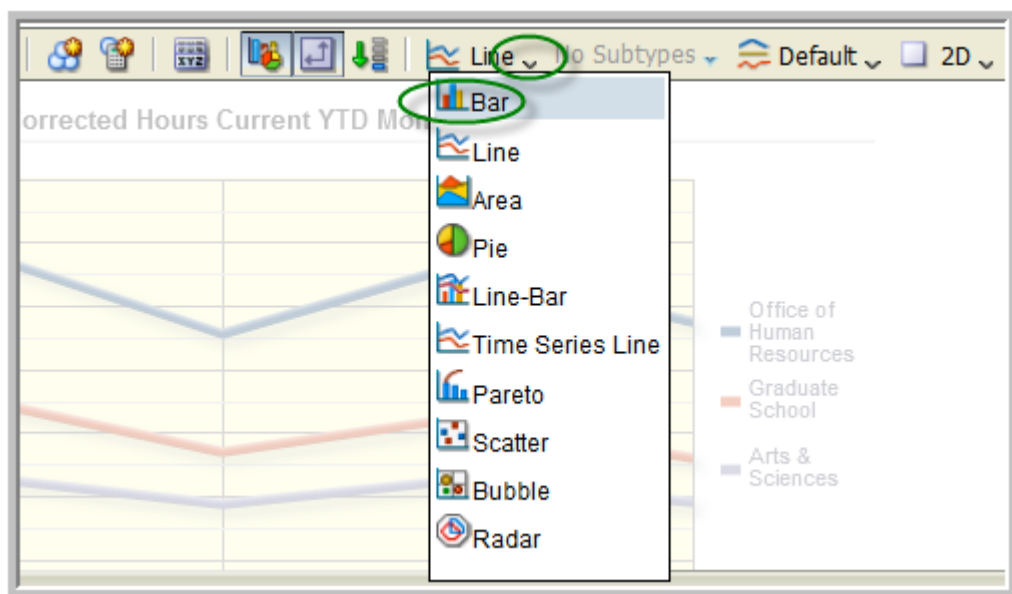 Line No Subtypes Default 2D
orrected Hours Current YTD Mon
Bar
Line
Area
Pie
Line-Bar
Time Series Line
Pareto
Scatter
Bubble
Radar
Office of
Human
Resources
Graduate
School
Arts &
Sciences